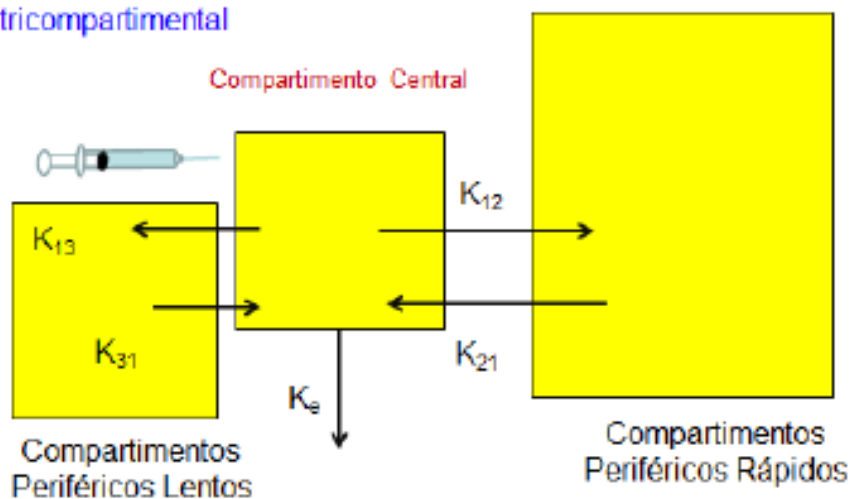 tricompartimental
Compartimento Central
K12
K13
K31
K21
Ke
Compartimentos
Periféricos Lentos
Compartimentos
Periféricos Rápidos